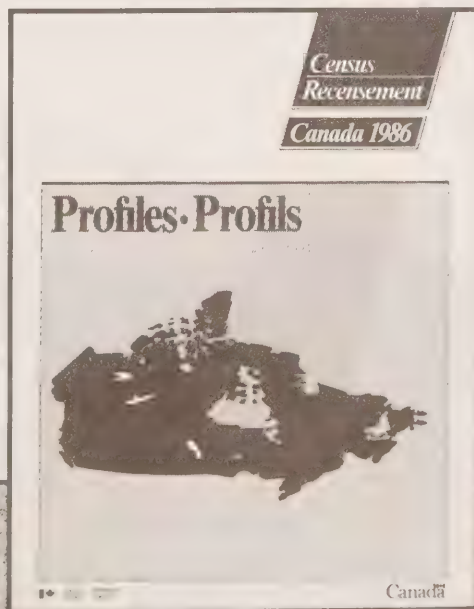 Census
Recensement
Canada 1986
Profiles • Profils
Canada